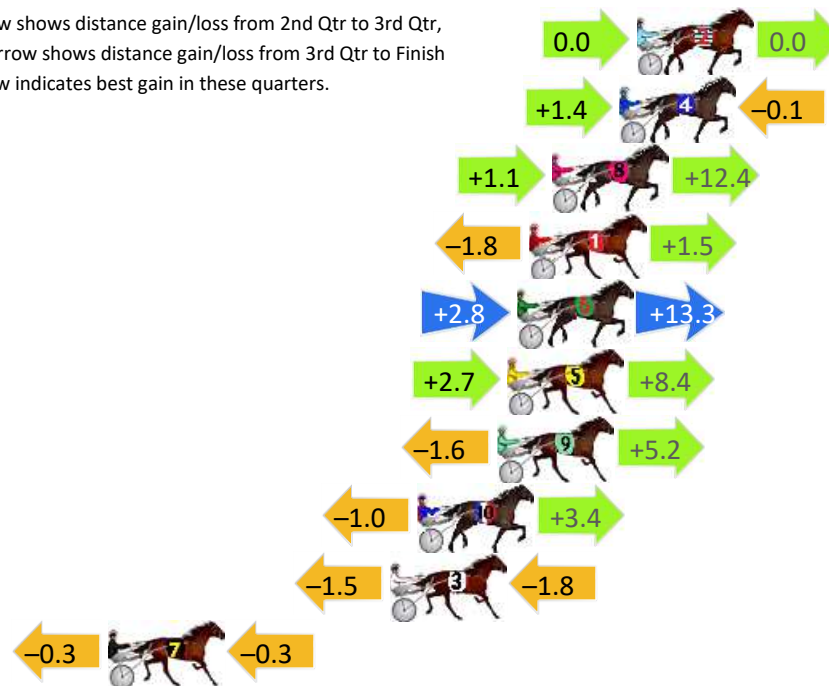 w shows distance gain/loss from 2nd Qtr to 3rd Qtr,
rrow shows distance gain/loss from 3rd Qtr to Finish
w indicates best gain in these quarters.
0.0 2 0.0
+1.4 4 –0.1
+1.1 8 +12.4
–1.8 1 +1.5
+2.8 6 +13.3
+2.7 5 +8.4
–1.6 9 +5.2
–1.0 10 +3.4
–1.5 3 –1.8
–0.3 7 –0.3